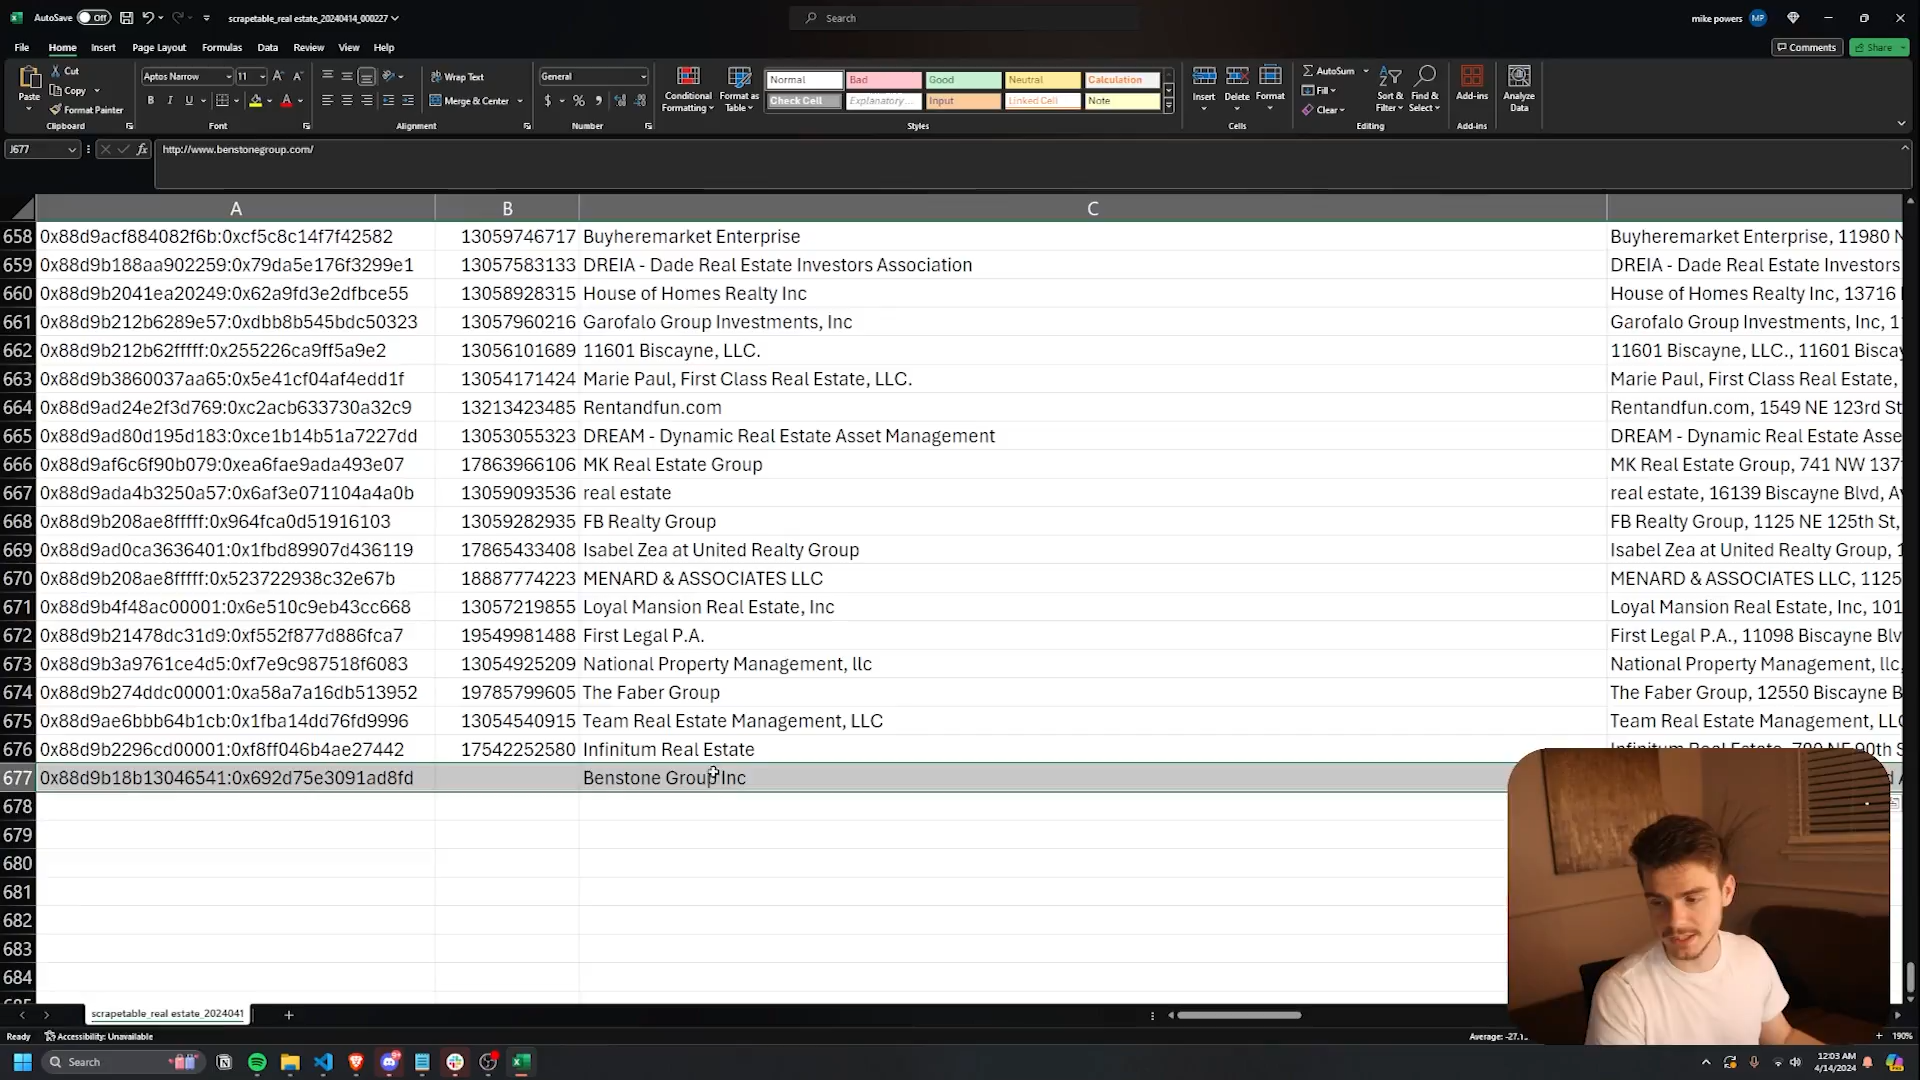 AutoSave Off scrapetable_real estate_20240414_000227 Search mike powers MP
File Home Insert Page Layout Formulas Data Review View Help Comments Share
Paste Cut Copy Format Painter Clipboard
Aptos Narrow 11 B I U Font
Wrap Text Merge & Center Alignment
General $ % Number
Conditional Formatting Format as Table
Normal Bad Good Neutral Calculation
Check Cell Explanatory... Input Linked Cell Note
Styles
Insert Delete Format Cells
AutoSum Fill Clear Sort & Filter Find & Select Editing
Add-ins Add-ins
Analyze Data
J677 fx http://www.benstonegroup.com/
A B C
658 0x88d9acf884082f6b:0xcf5c8c14f7f42582 13059746717 Buyheremarket Enterprise Buyheremarket Enterprise, 11980 N
659 0x88d9b188aa902259:0x79da5e176f3299e1 13057583133 DREIA - Dade Real Estate Investors Association DREIA - Dade Real Estate Investors
660 0x88d9b2041ea20249:0x62a9fd3e2dfbce55 13058928315 House of Homes Realty Inc House of Homes Realty Inc, 13716
661 0x88d9b212b6289e57:0xdbb8b545bdc50323 13057960216 Garofalo Group Investments, Inc Garofalo Group Investments, Inc, 1
662 0x88d9b212b62fffff:0x255226ca9ff5a9e2 13056101689 11601 Biscayne, LLC. 11601 Biscayne, LLC., 11601 Biscay
663 0x88d9b3860037aa65:0x5e41cf04af4edd1f 13054171424 Marie Paul, First Class Real Estate, LLC. Marie Paul, First Class Real Estate,
664 0x88d9ad24e2f3d769:0xc2acb633730a32c9 13213423485 Rentandfun.com Rentandfun.com, 1549 NE 123rd St
665 0x88d9ad80d195d183:0xce1b14b51a7227dd 13053055323 DREAM - Dynamic Real Estate Asset Management DREAM - Dynamic Real Estate Asse
666 0x88d9af6c6f90b079:0xea6fae9ada493e07 17863966106 MK Real Estate Group MK Real Estate Group, 741 NW 137
667 0x88d9ada4b3250a57:0x6af3e071104a4a0b 13059093536 real estate real estate, 16139 Biscayne Blvd, A
668 0x88d9b208ae8fffff:0x964fca0d51916103 13059282935 FB Realty Group FB Realty Group, 1125 NE 125th St,
669 0x88d9ad0ca3636401:0x1fbd89907d436119 17865433408 Isabel Zea at United Realty Group Isabel Zea at United Realty Group, 1
670 0x88d9b208ae8fffff:0x523722938c32e67b 18887774223 MENARD & ASSOCIATES LLC MENARD & ASSOCIATES LLC, 1125
671 0x88d9b4f48ac00001:0x6e510c9eb43cc668 13057219855 Loyal Mansion Real Estate, Inc Loyal Mansion Real Estate, Inc, 101
672 0x88d9b21478dc31d9:0xf552f877d886fca7 19549981488 First Legal P.A. First Legal P.A., 11098 Biscayne Blv
673 0x88d9b3a9761ce4d5:0xf7e9c987518f6083 13054925209 National Property Management, llc National Property Management, llc,
674 0x88d9b274ddc00001:0xa58a7a16db513952 19785799605 The Faber Group The Faber Group, 12550 Biscayne B
675 0x88d9ae6bbb64b1cb:0x1fba14dd76fd9996 13054540915 Team Real Estate Management, LLC Team Real Estate Management, LLC
676 0x88d9b2296cd00001:0xf8ff046b4ae27442 17542252580 Infinitum Real Estate Infinitum Real Estate, 790 NE 90th S
677 0x88d9b18b13046541:0x692d75e3091ad8fd Benstone Group Inc
678
679
680
681
682
683
684
685
scrapetable_real estate_2024041
Ready Accessibility: Unavailable Average: -27.1 190%
Search 12:03 AM
4/14/2024